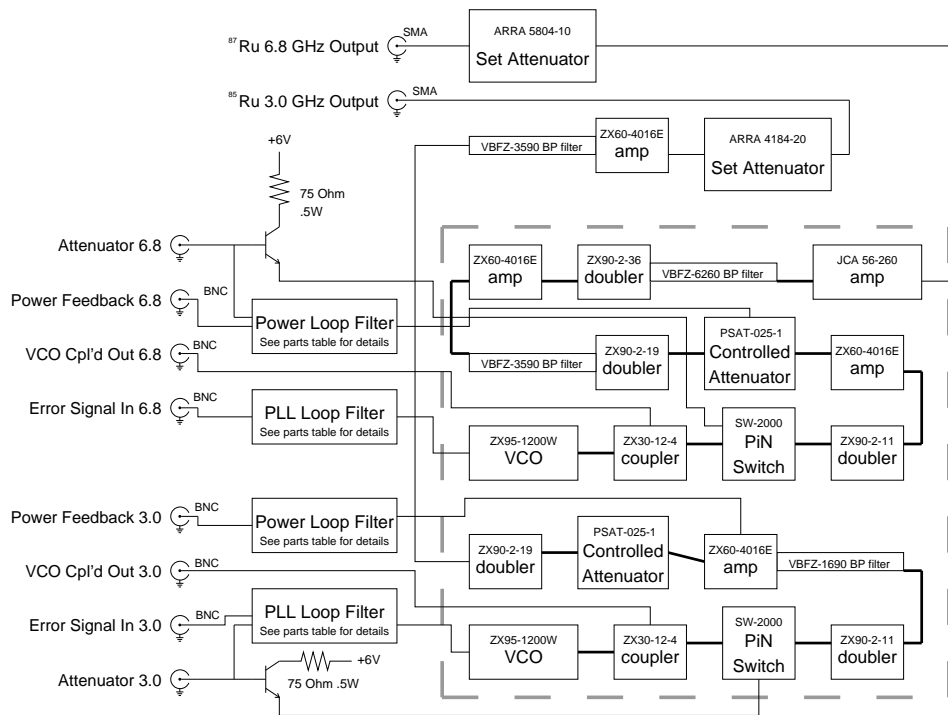 ARRA 5804-10
Set Attenuator
87Ru 6.8 GHz Output
SMA
85Ru 3.0 GHz Output
SMA
+6V
75 Ohm
.5W
VBFZ-3590 BP filter
ZX60-4016E
amp
ARRA 4184-20
Set Attenuator
Attenuator 6.8
ZX60-4016E
amp
ZX90-2-36
doubler
VBFZ-6260 BP filter
JCA 56-260
amp
Power Feedback 6.8
BNC
Power Loop Filter
See parts table for details
VBFZ-3590 BP filter
ZX90-2-19
doubler
PSAT-025-1
Controlled
Attenuator
ZX60-4016E
amp
VCO Cpl'd Out 6.8
BNC
Error Signal In 6.8
BNC
PLL Loop Filter
See parts table for details
ZX95-1200W
VCO
ZX30-12-4
coupler
SW-2000
PiN
Switch
ZX90-2-11
doubler
Power Feedback 3.0
BNC
Power Loop Filter
See parts table for details
ZX90-2-19
doubler
PSAT-025-1
Controlled
Attenuator
ZX60-4016E
amp
VBFZ-1690 BP filter
VCO Cpl'd Out 3.0
BNC
Error Signal In 3.0
BNC
PLL Loop Filter
See parts table for details
ZX95-1200W
VCO
ZX30-12-4
coupler
SW-2000
PiN
Switch
ZX90-2-11
doubler
Attenuator 3.0
+6V
75 Ohm .5W